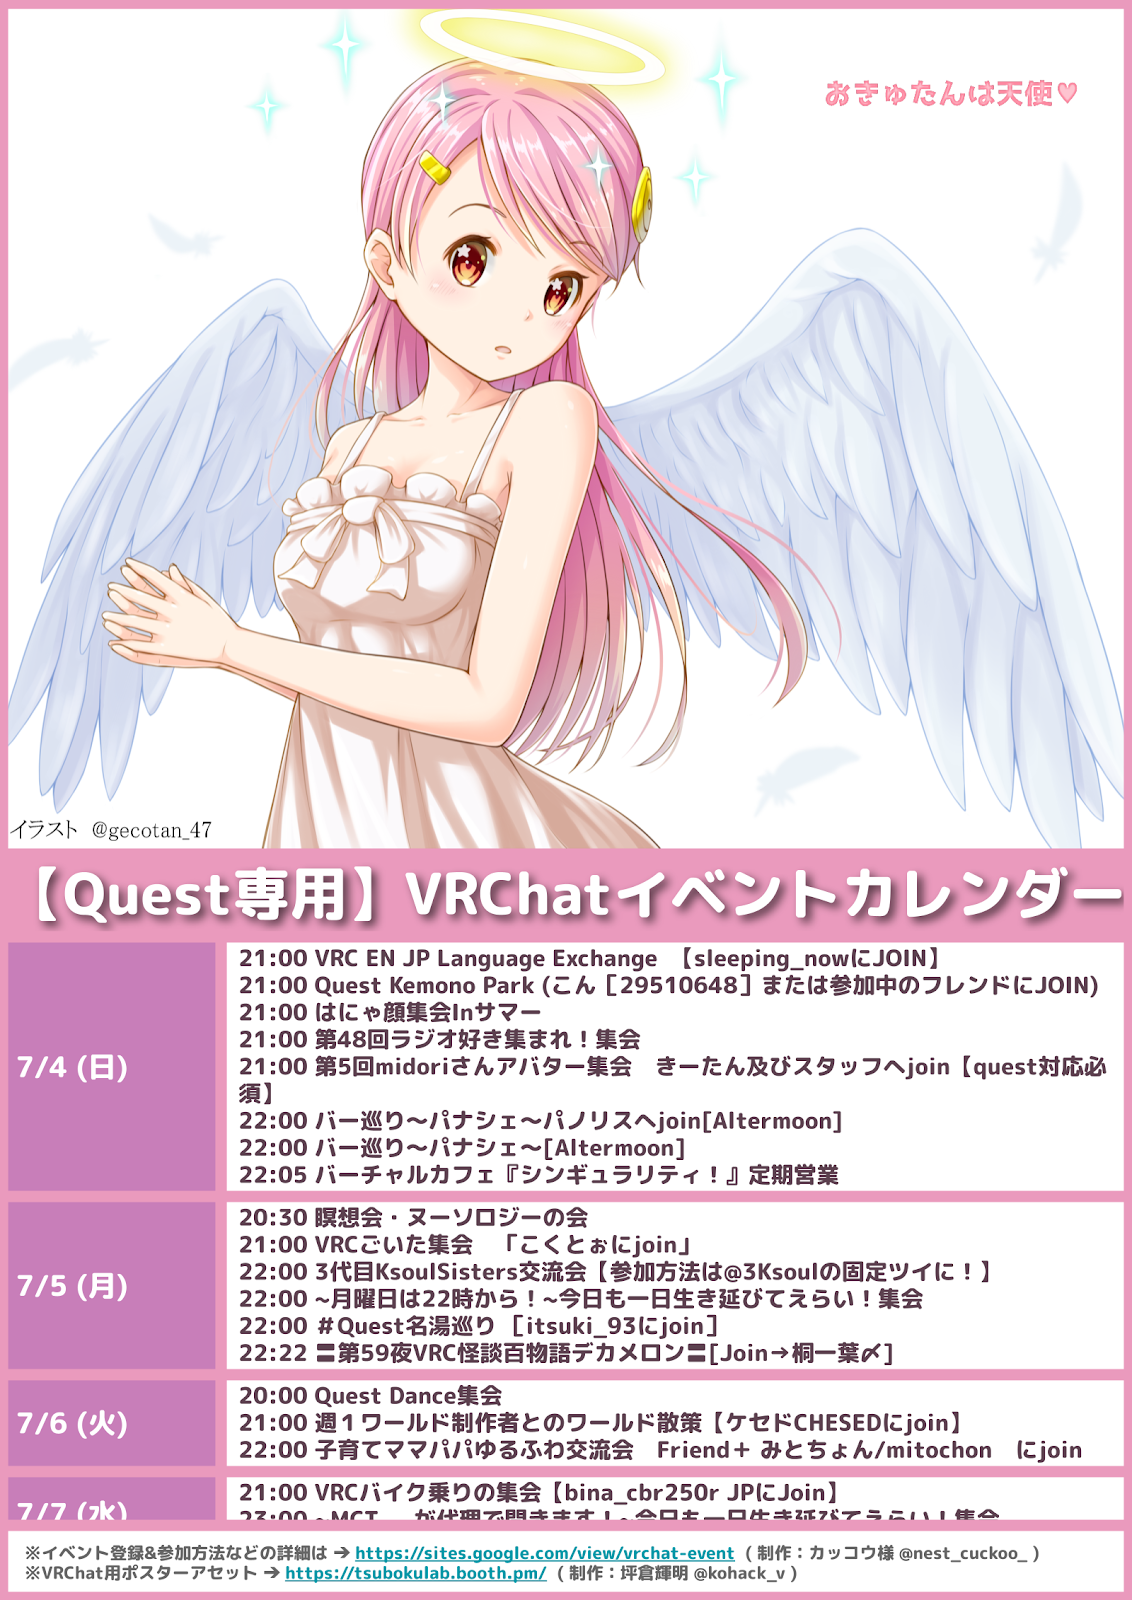 おきゅたんは天使♥
イラスト @gecotan_47
【Quest専用】VRChatイベントカレンダー
7/4 (日)
21:00 VRC EN JP Language Exchange 【sleeping_nowにJOIN】
21:00 Quest Kemono Park (こん［29510648］または参加中のフレンドにJOIN)
21:00 はにゃ顔集会Inサマー
21:00 第48回ラジオ好き集まれ！集会
21:00 第5回midoriさんアバター集会　きーたん及びスタッフへjoin【quest対応必
須】
22:00 バー巡り～パナシェ～パノリスへjoin[Altermoon]
22:00 バー巡り～パナシェ～[Altermoon]
22:05 バーチャルカフェ『シンギュラリティ！』定期営業
7/5 (月)
20:30 瞑想会・ヌーソロジーの会
21:00 VRCごいた集会　「こくとぉにjoin」
22:00 3代目KsoulSisters交流会【参加方法は@3Ksoulの固定ツイに！】
22:00 ~月曜日は22時から！~今日も一日生き延びてえらい！集会
22:00 ＃Quest名湯巡り［itsuki_93にjoin］
22:22 〓第59夜VRC怪談百物語デカメロン〓[Join→桐一葉〆]
7/6 (火)
20:00 Quest Dance集会
21:00 週１ワールド制作者とのワールド散策【ケセドCHESEDにjoin】
22:00 子育てママパパゆるふわ交流会　Friend＋ みとちょん/mitochon　にjoin
7/7 (水)
21:00 VRCバイク乗りの集会【bina_cbr250r JPにJoin】
23:00 ~MCT が代理で開きます！~今日も一日生き延びてえらい！集会
※イベント登録&参加方法などの詳細は → https://sites.google.com/view/vrchat-event （制作：カッコウ様 @nest_cuckoo_ ）
※VRChat用ポスターアセット → https://tsubokulab.booth.pm/ （制作：坪倉輝明 @kohack_v ）